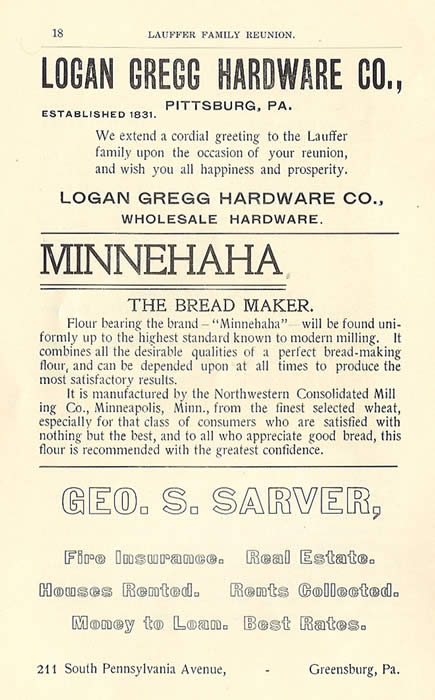 18 LAUFFER FAMILY REUNION.
LOGAN GREGG HARDWARE CO.,
PITTSBURG, PA.
ESTABLISHED 1831.
We extend a cordial greeting to the Lauffer
family upon the occasion of your reunion,
and wish you all happiness and prosperity.
LOGAN GREGG HARDWARE CO.,
WHOLESALE HARDWARE.
MINNEHAHA
THE BREAD MAKER.
Flour bearing the brand – “Minnehaha” — will be found uni-
formly up to the highest standard known to modern milling. It
combines all the desirable qualities of a perfect bread-making
flour, and can be depended upon at all times to produce the
most satisfactory results.
It is manufactured by the Northwestern Consolidated Mill
ing Co., Minneapolis, Minn., from the finest selected wheat,
especially for that class of consumers who are satisfied with
nothing but the best, and to all who appreciate good bread, this
flour is recommended with the greatest confidence.
GEO. S. SARVER,
Fire Insurance. Real Estate.
Houses Rented. Rents Collected.
Money to Loan. Best Rates.
211 South Pennsylvania Avenue, - Greensburg, Pa.